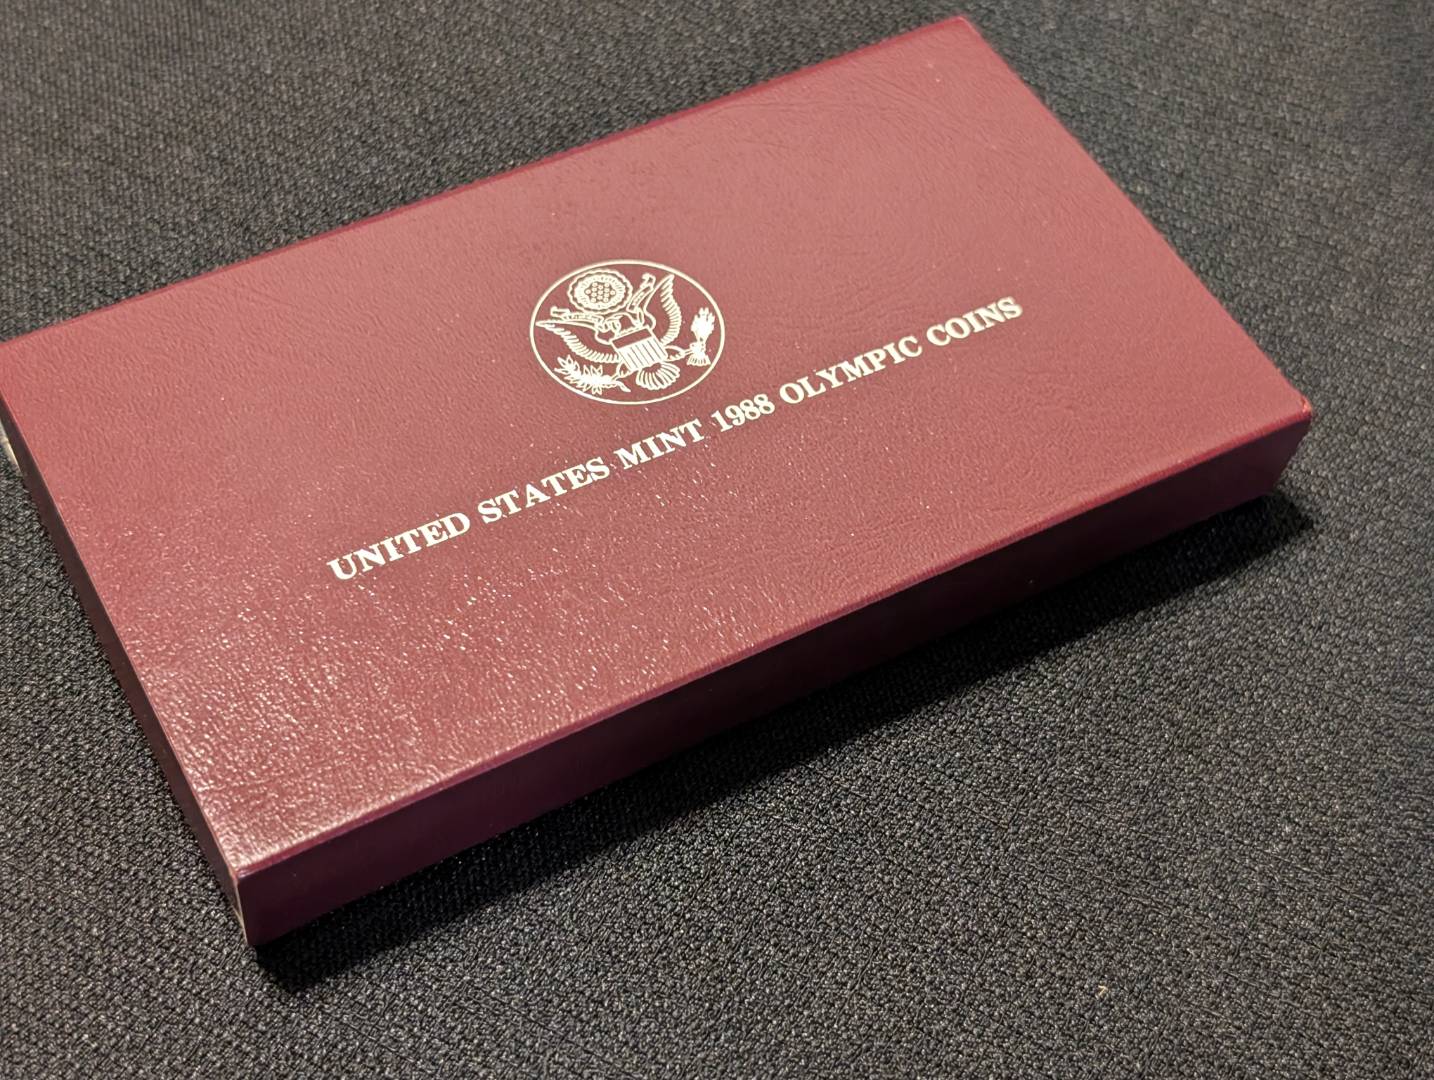 UNITED STATES MINT 1988 OLYMPIC COINS